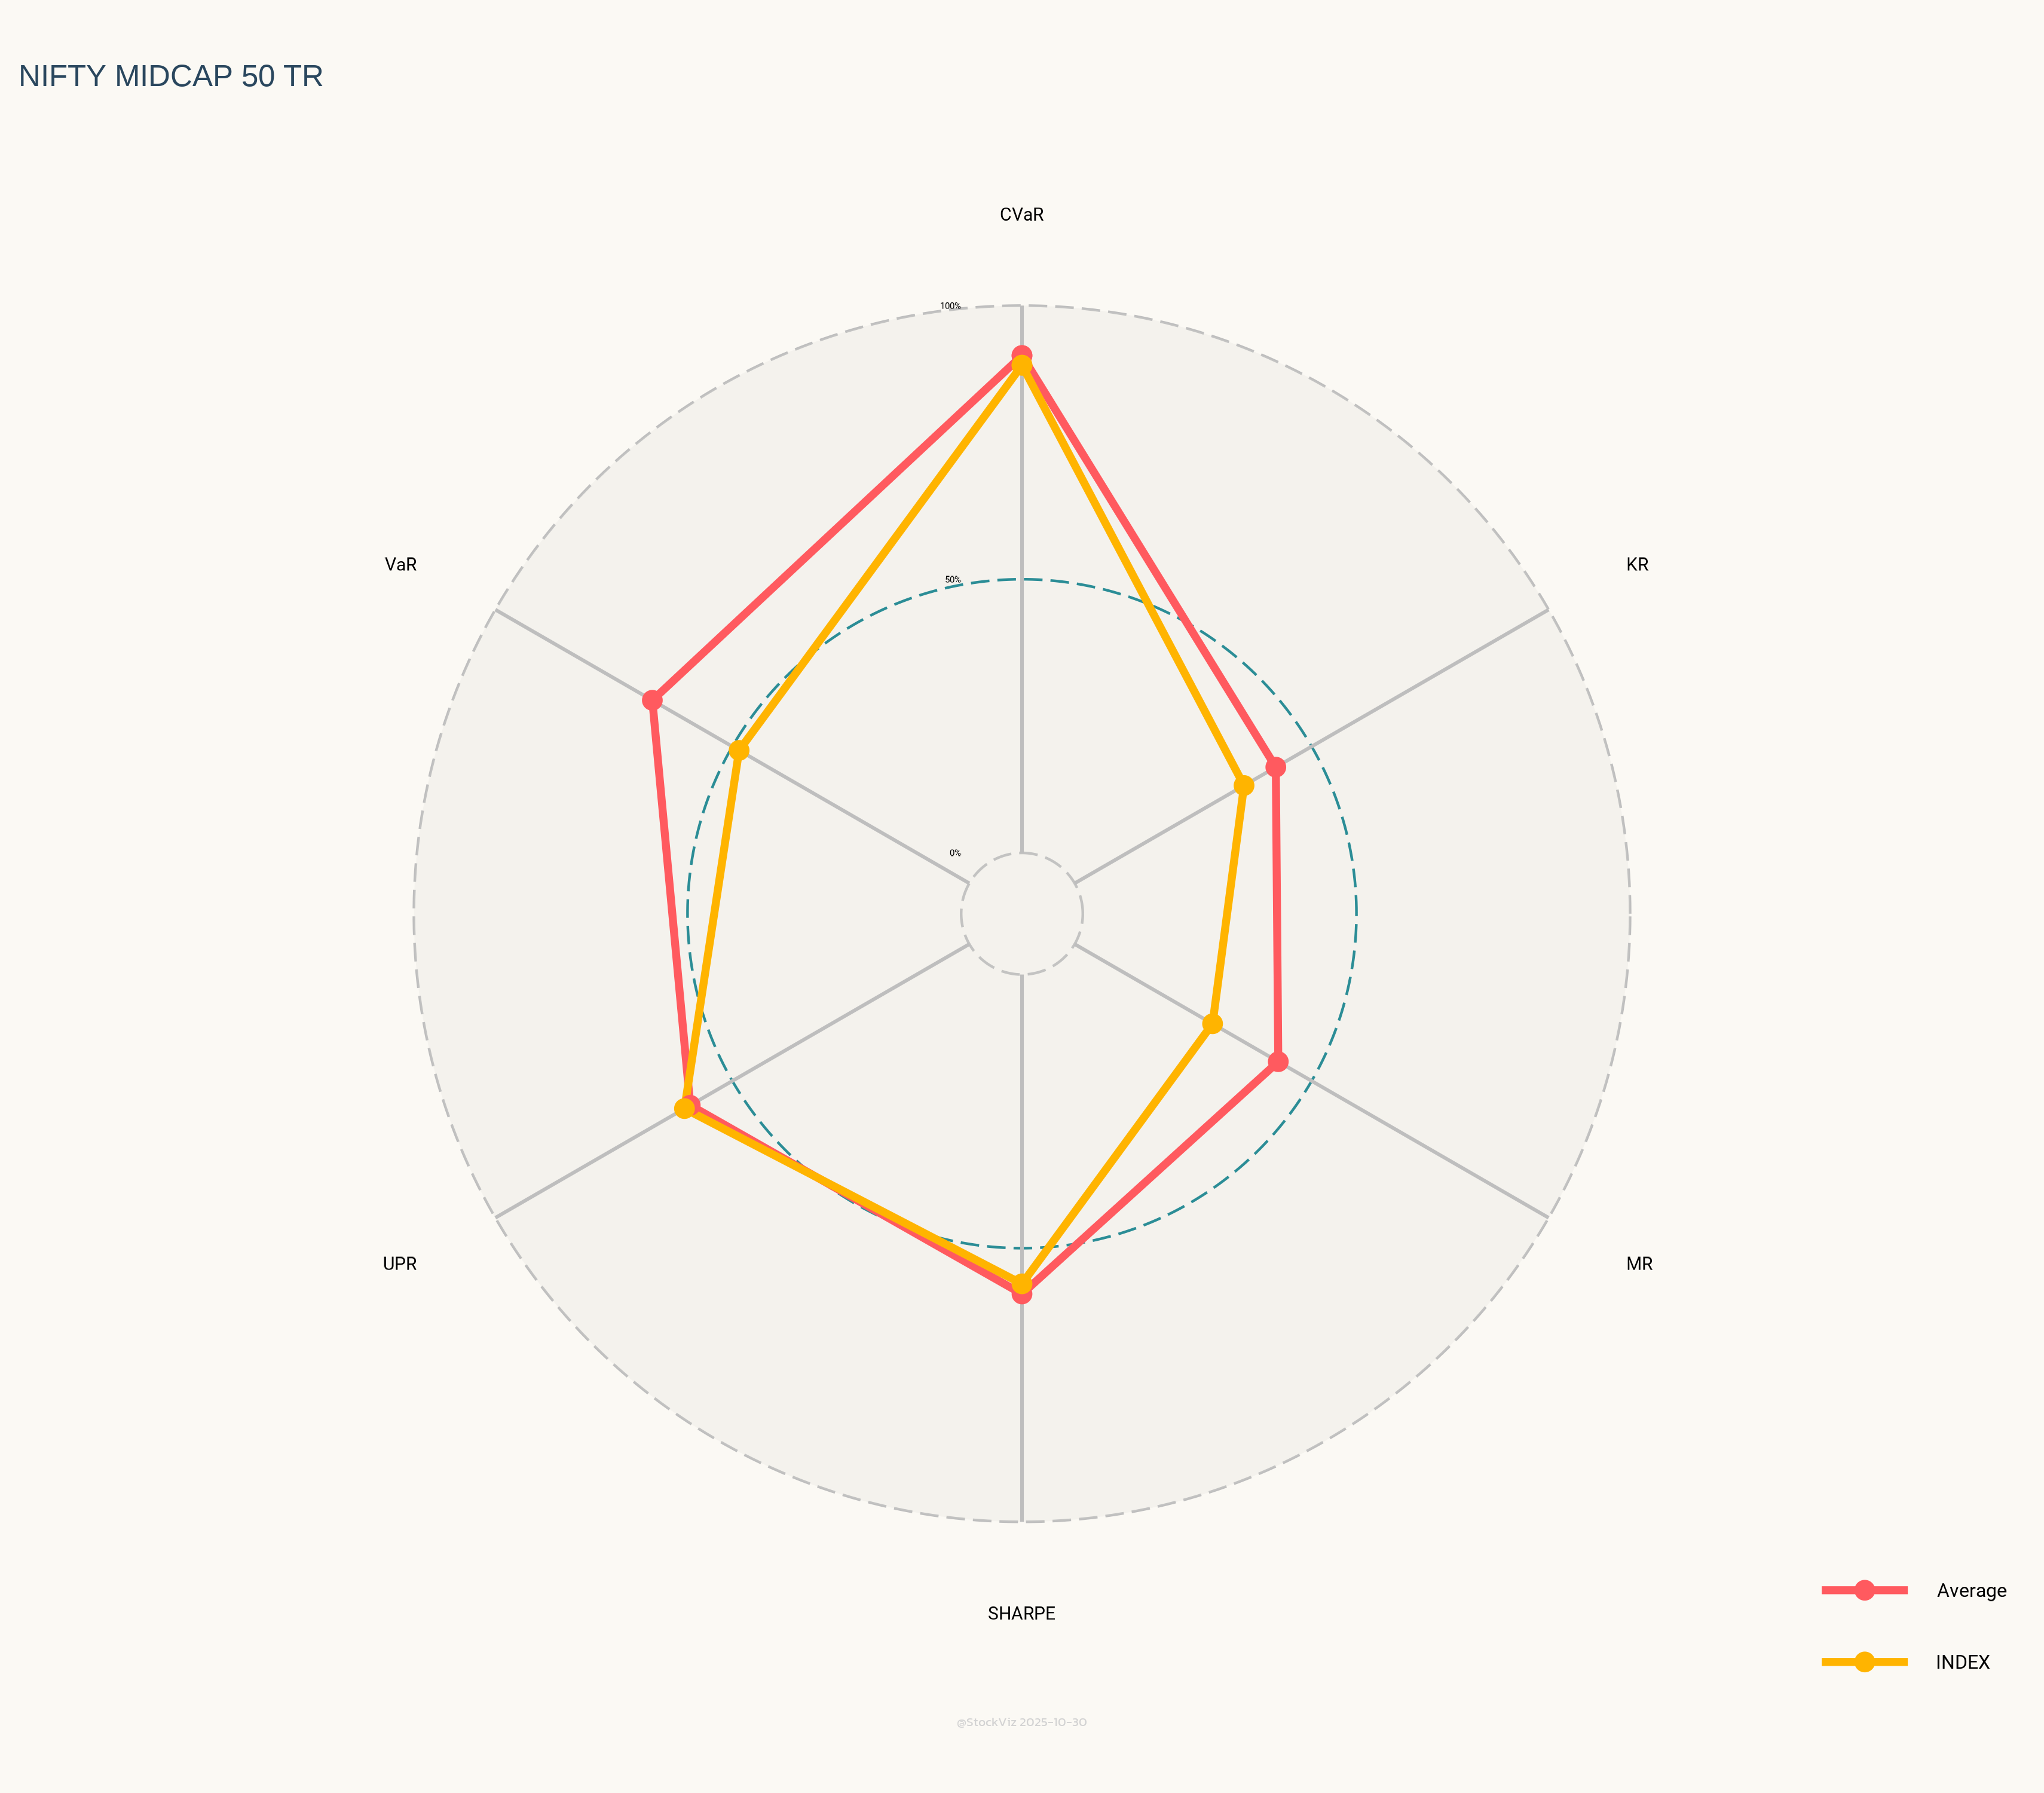 NIFTY MIDCAP 50 TR
CVaR
100%
VaR
KR
50%
0%
UPR
MR
SHARPE
Average
INDEX
@StockViz 2025-10-30